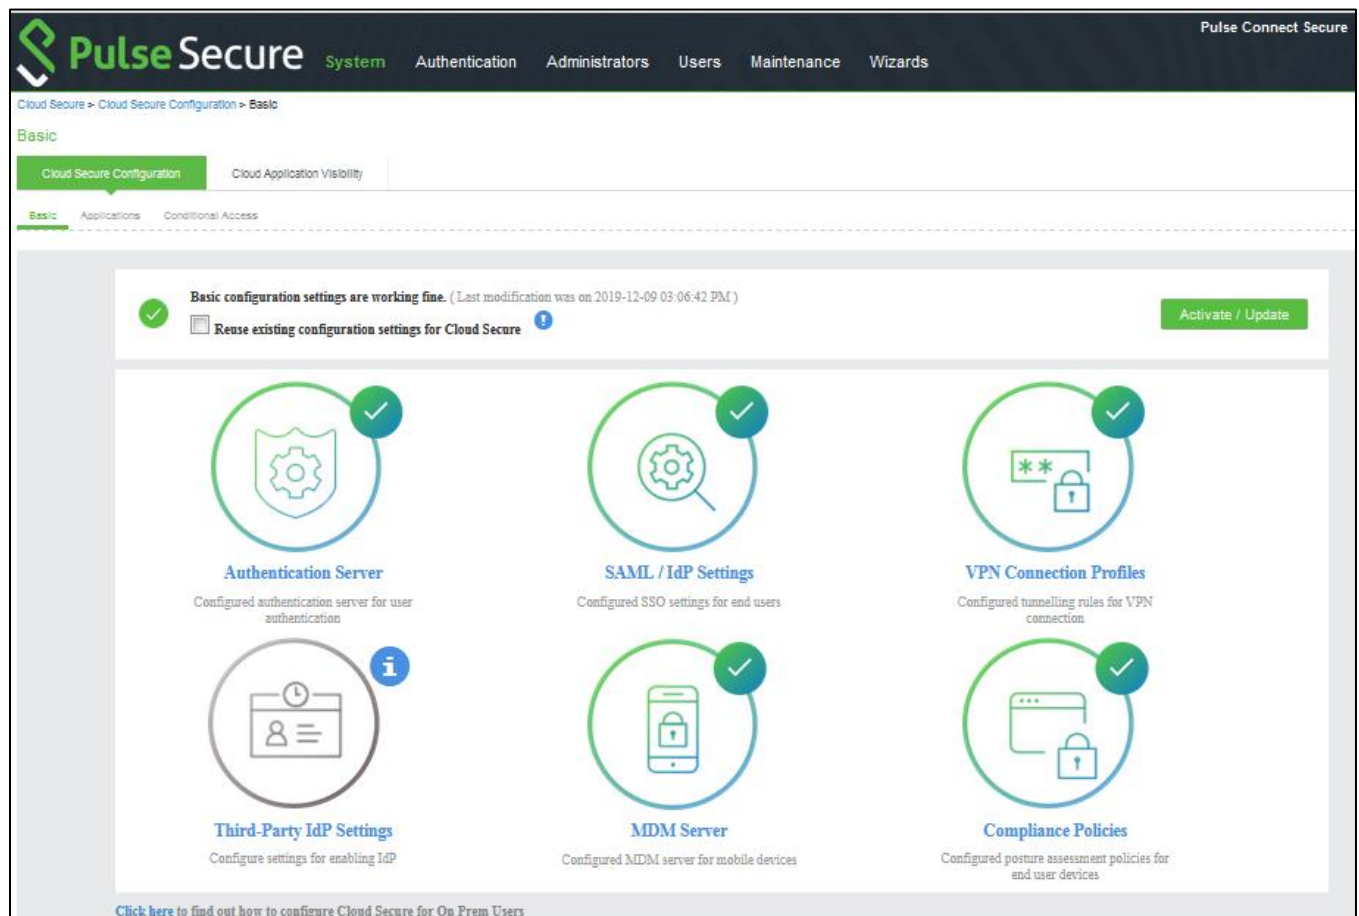 Pulse Connect Secure
Pulse Secure System Authentication Administrators Users Maintenance Wizards
Cloud Secure > Cloud Secure Configuration > Basic
Basic
Cloud Secure Configuration Cloud Application Visibility
Basic Applications Conditional Access
Basic configuration settings are working fine. ( Last modification was on 2019-12-09 03:06:42 PM )
Reuse existing configuration settings for Cloud Secure
Activate / Update
Authentication Server SAML / IdP Settings VPN Connection Profiles
Configured authentication server for user Configured SSO settings for end users Configured tunnelling rules for VPN
authentication connection
Third-Party IdP Settings MDM Server Compliance Policies
Configure settings for enabling IdP Configured MDM server for mobile devices Configured posture assessment policies for
end user devices
Click here to find out how to configure Cloud Secure for On Prem Users